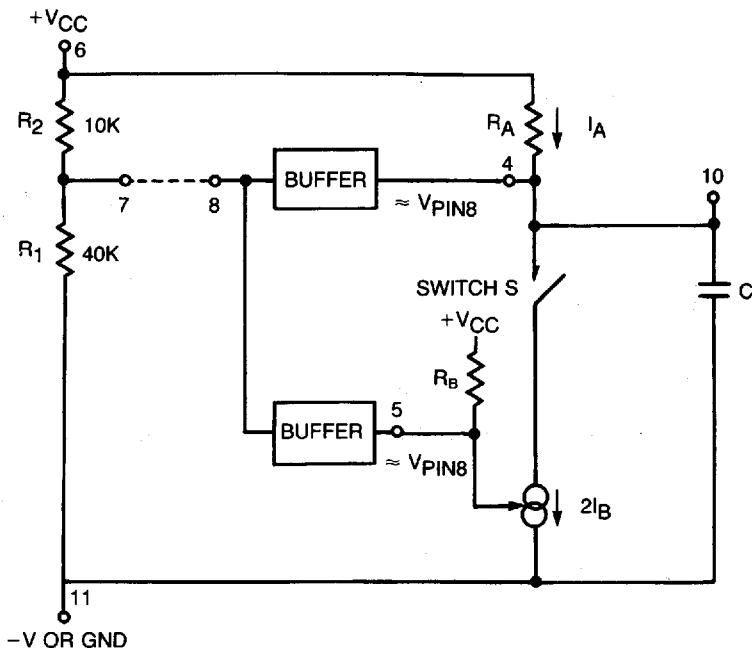 +VCC
6
R2 10K
RA IA
BUFFER
4
10
7
8
≈ VPIN8
R1 40K
SWITCH S
C
+VCC
RB
BUFFER
5
≈ VPIN8
2IB
11
−V OR GND